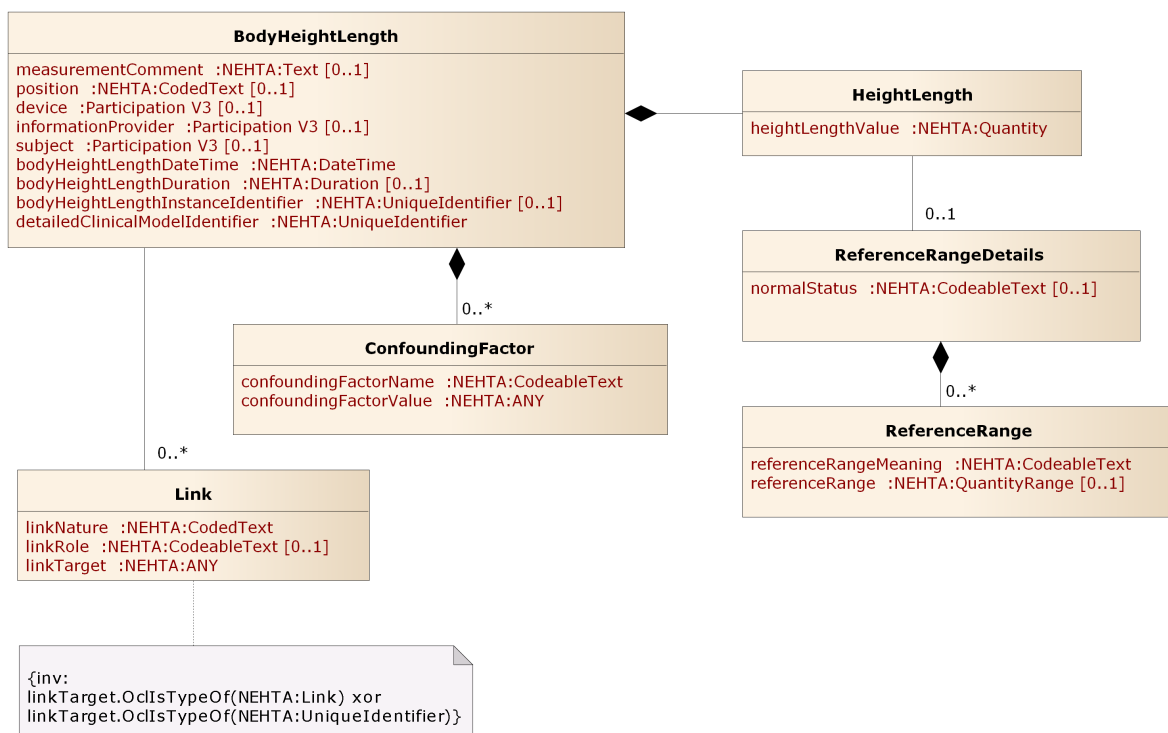 BodyHeightLength
measurementComment :NEHTA:Text [0..1]
position :NEHTA:CodedText [0..1]
device :Participation V3 [0..1]
informationProvider :Participation V3 [0..1]
subject :Participation V3 [0..1]
bodyHeightLengthDateTime :NEHTA:DateTime
bodyHeightLengthDuration :NEHTA:Duration [0..1]
bodyHeightLengthInstanceIdentifier :NEHTA:UniqueIdentifier [0..1]
detailedClinicalModelIdentifier :NEHTA:UniqueIdentifier
HeightLength
heightLengthValue :NEHTA:Quantity
0..1
ReferenceRangeDetails
normalStatus :NEHTA:CodeableText [0..1]
0..*
ConfoundingFactor
confoundingFactorName :NEHTA:CodeableText
confoundingFactorValue :NEHTA:ANY
0..*
ReferenceRange
referenceRangeMeaning :NEHTA:CodeableText
referenceRange :NEHTA:QuantityRange [0..1]
0..*
Link
linkNature :NEHTA:CodedText
linkRole :NEHTA:CodeableText [0..1]
linkTarget :NEHTA:ANY
{inv:
linkTarget.OclIsTypeOf(NEHTA:Link) xor
linkTarget.OclIsTypeOf(NEHTA:UniqueIdentifier)}